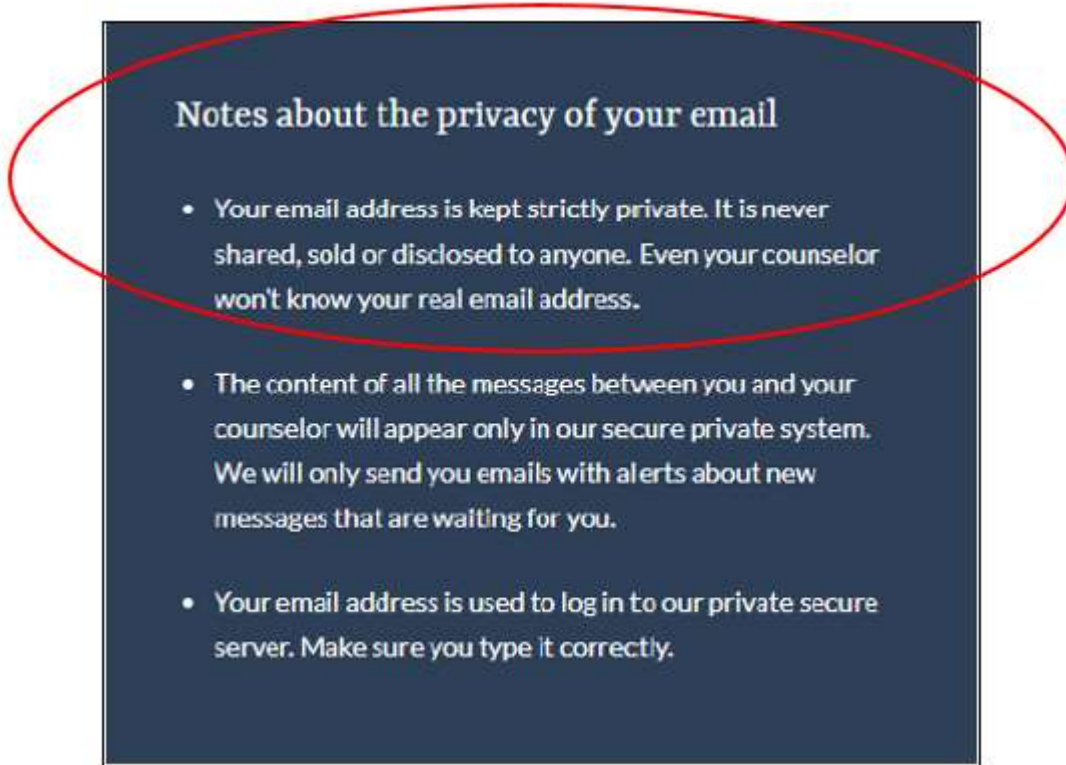 Notes about the privacy of your email
• Your email address is kept strictly private. It is never
shared, sold or disclosed to anyone. Even your counselor
won't know your real email address.
• The content of all the messages between you and your
counselor will appear only in our secure private system.
We will only send you emails with alerts about new
messages that are waiting for you.
• Your email address is used to log in to our private secure
server. Make sure you type it correctly.